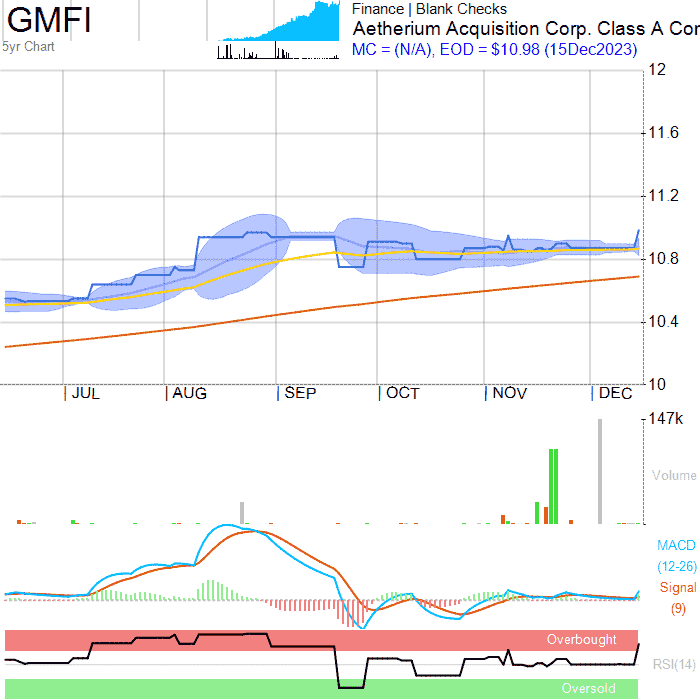 GMFI
5yr Chart
Finance | Blank Checks
Aetherium Acquisition Corp. Class A Cor
MC = (N/A), EOD = $10.98 (15Dec2023)
12
11.6
11.2
10.8
10.4
10
| JUL | AUG | SEP | OCT | NOV | DEC
147k
Volume
MACD
(12-26)
Signal
(9)
Overbought
RSI(14)
Oversold